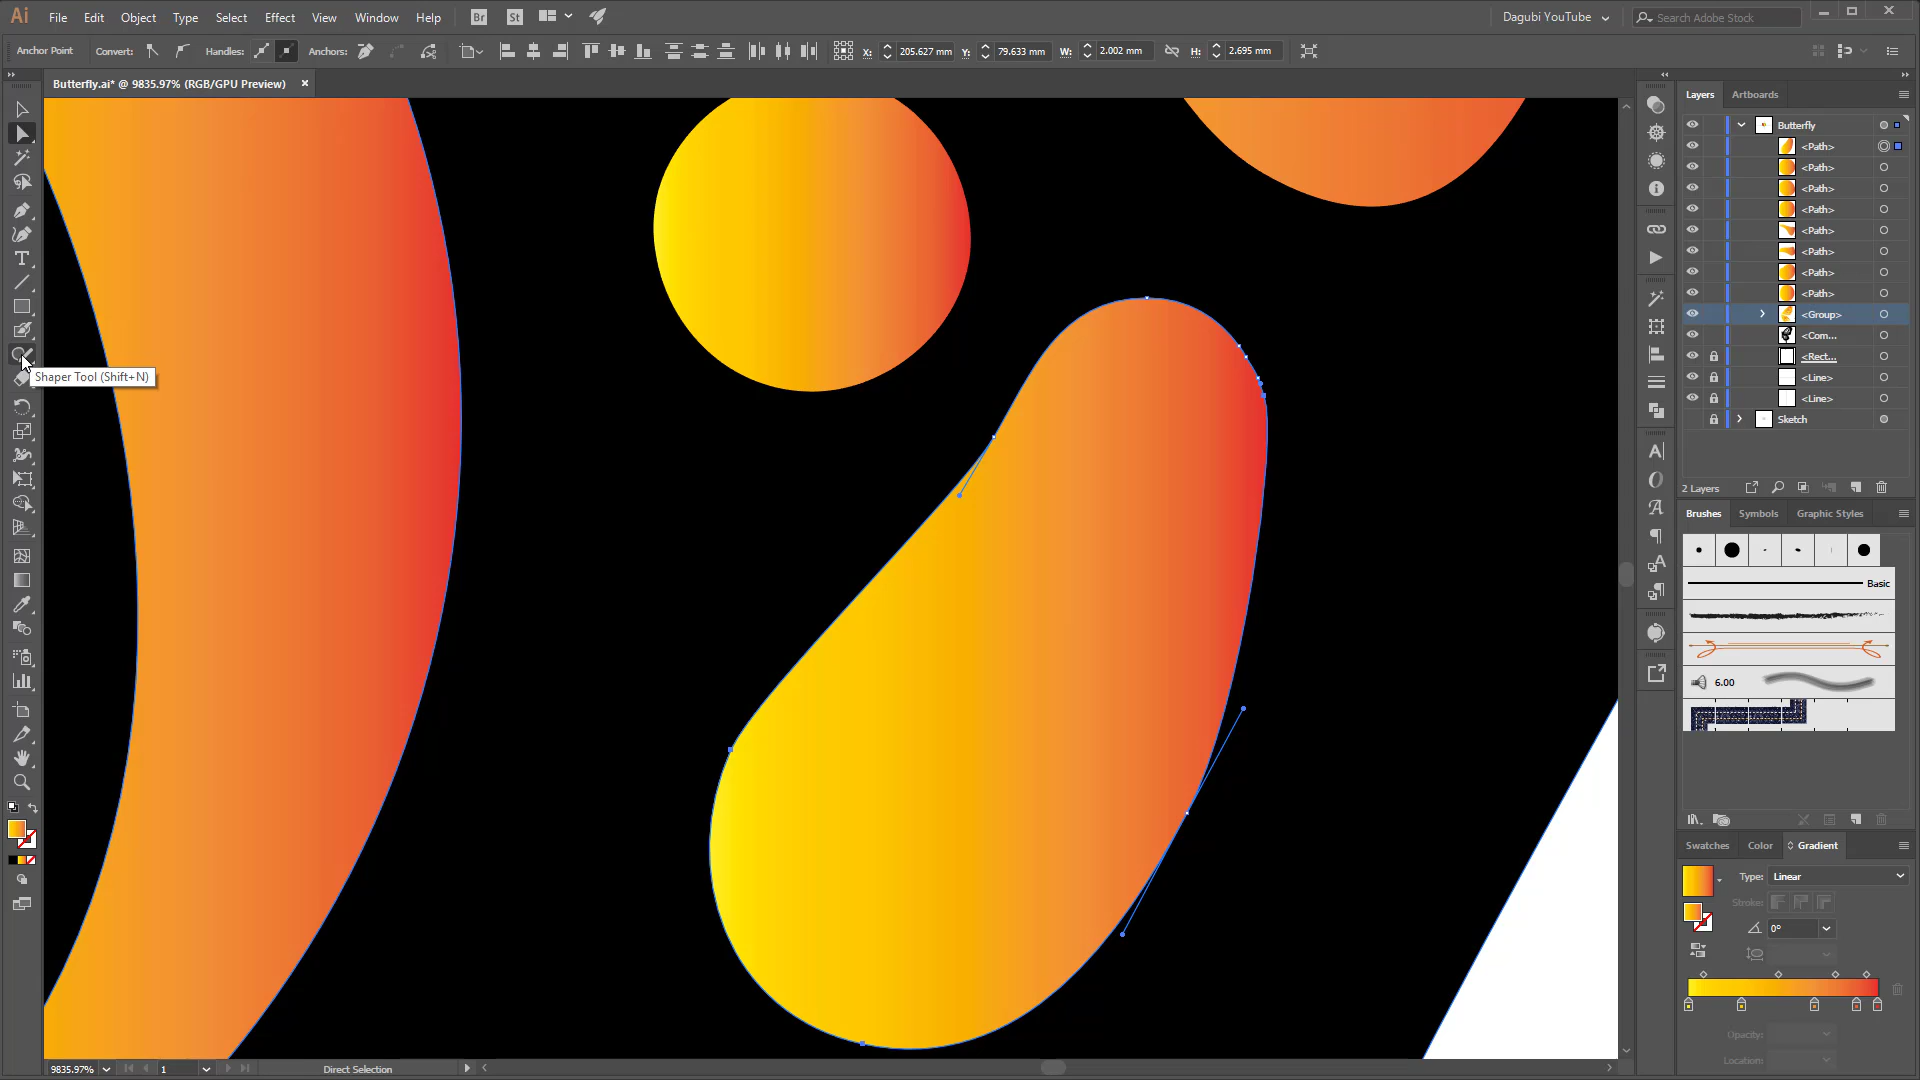 Ai File Edit Object Type Select Effect View Window Help Br St Dagubi YouTube Search Adobe Stock
Anchor Point Convert: Handles: Anchors: X: 205.627 mm Y: 79.633 mm W: 2.002 mm H: 2.695 mm
Butterfly.ai* @ 9835.97% (RGB/GPU Preview)
Layers Artboards
Butterfly
<Path>
<Path>
<Path>
<Path>
<Path>
<Path>
<Path>
<Path>
<Group>
<Com...
<Rect...
<Line>
<Line>
Sketch
Shaper Tool (Shift+N)
2 Layers
Brushes Symbols Graphic Styles
Basic
6.00
Swatches Color Gradient
Type: Linear
Stroke:
0°
Opacity:
Location:
9835.97% 1 Direct Selection